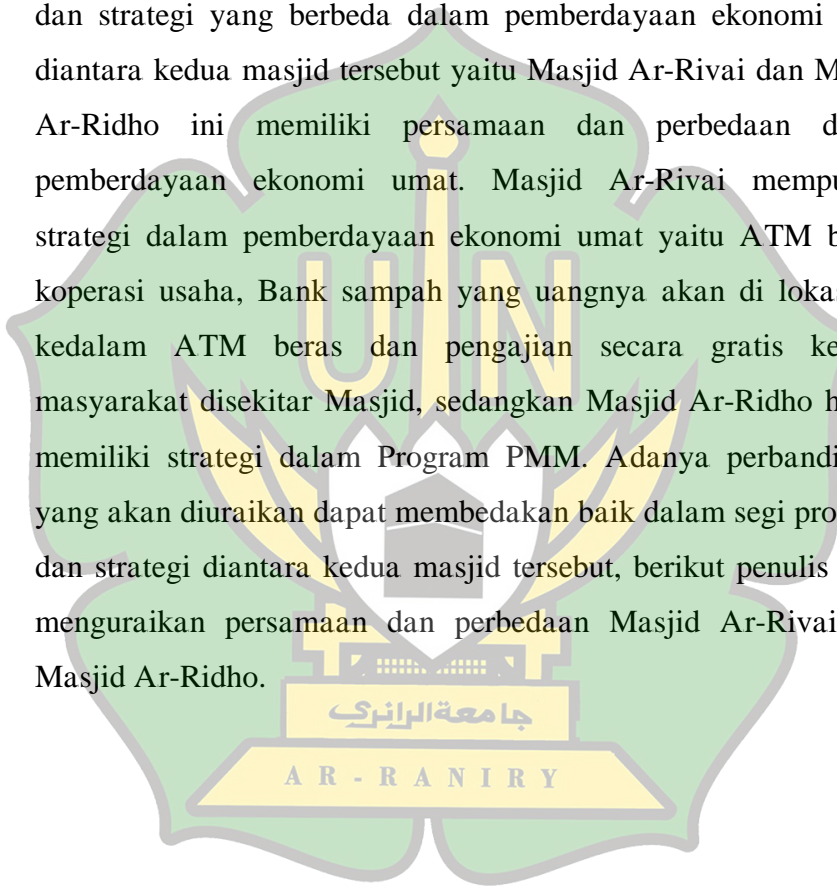 dan strategi yang berbeda dalam pemberdayaan ekonomi
diantara kedua masjid tersebut yaitu Masjid Ar-Rivai dan M
Ar-Ridho ini memiliki persamaan dan perbedaan d
pemberdayaan ekonomi umat. Masjid Ar-Rivai mempu
strategi dalam pemberdayaan ekonomi umat yaitu ATM b
koperasi usaha, Bank sampah yang uangnya akan di lokas
kedalam ATM beras dan pengajian secara gratis ke
masyarakat disekitar Masjid, sedangkan Masjid Ar-Ridho h
memiliki strategi dalam Program PMM. Adanya perbandi
yang akan diuraikan dapat membedakan baik dalam segi pro
dan strategi diantara kedua masjid tersebut, berikut penulis
menguraikan persamaan dan perbedaan Masjid Ar-Rivai
Masjid Ar-Ridho.
UIN
جامعة الرانري
AR-RANIRY